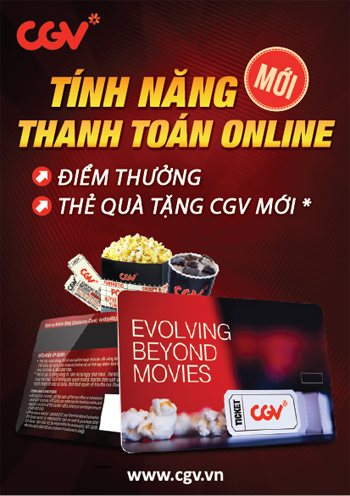 CGV
MỚI
TÍNH NĂNG
THANH TOÁN ONLINE
ĐIỂM THƯỞNG
THẺ QUÀ TẶNG CGV MỚI *
CGV
EVOLVING
BEYOND
MOVIES
TICKET
CGV
www.cgv.vn